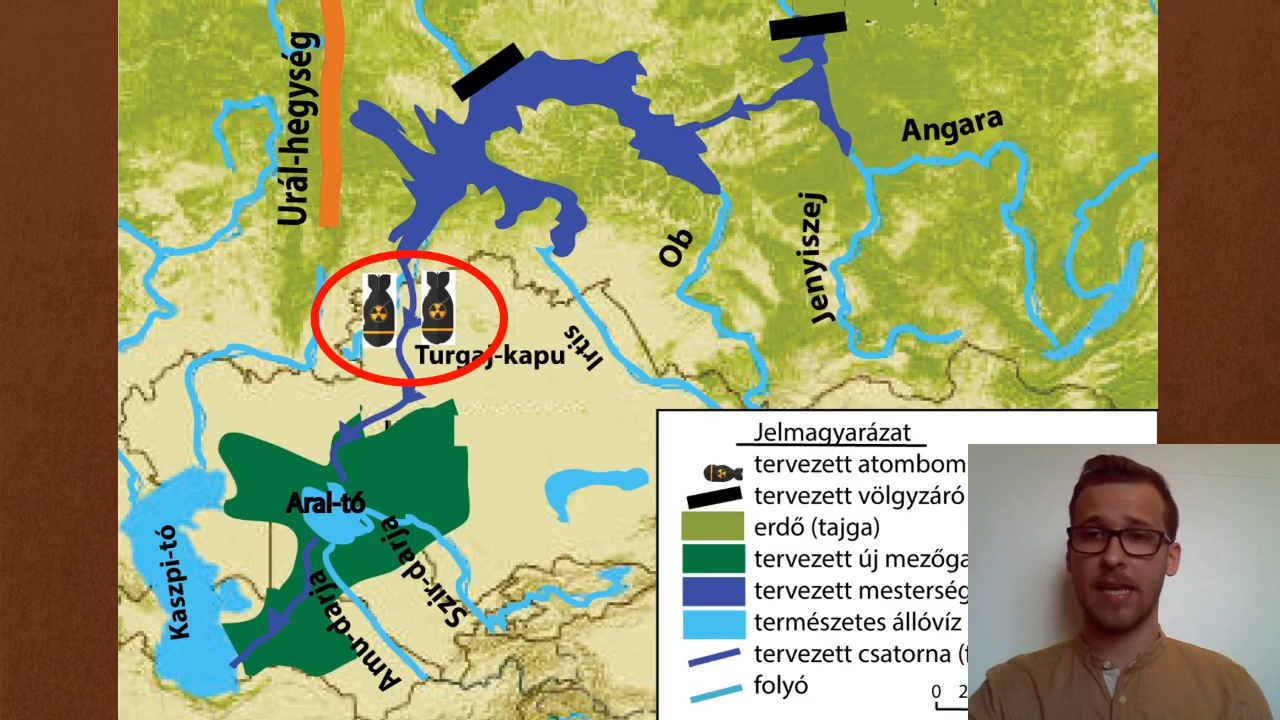 Urál-hegység
Angara
Jenyiszej
Ob
Irtis
Turgaj-kapu
Aral-tó
Kaszpi-tó
Szir-darja
Amu-darja
Jelmagyarázat
tervezett atombom
tervezett völgyzáró
erdő (tajga)
tervezett új mezőga
tervezett mesterség
természetes állóvíz
tervezett csatorna (
folyó
0 2